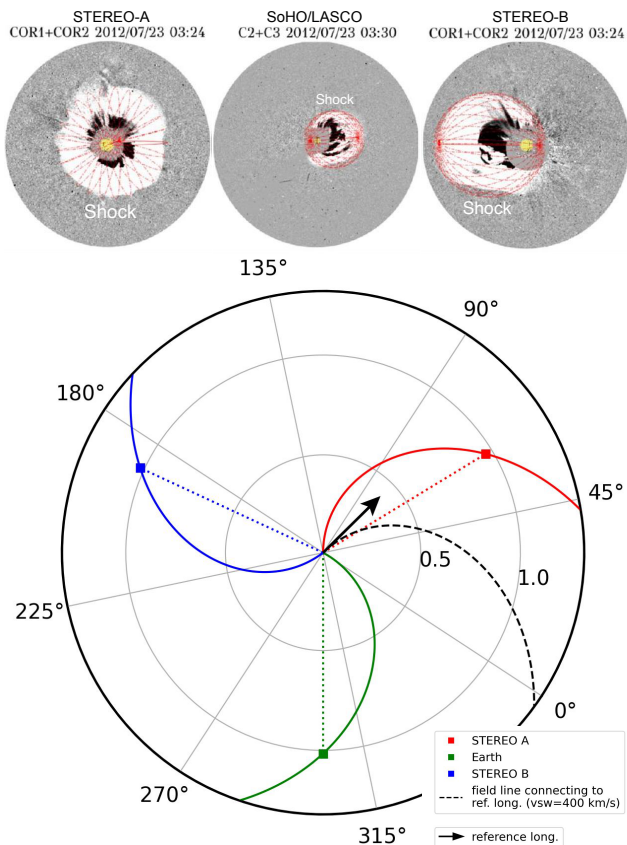 STEREO-A
COR1+COR2 2012/07/23 03:24
SoHO/LASCO
C2+C3 2012/07/23 03:30
STEREO-B
COR1+COR2 2012/07/23 03:24
Shock
Shock
Shock
135°
90°
180°
45°
0.5
1.0
225°
0°
270°
315°
STEREO A
Earth
STEREO B
field line connecting to
ref. long. (vsw=400 km/s)
reference long.